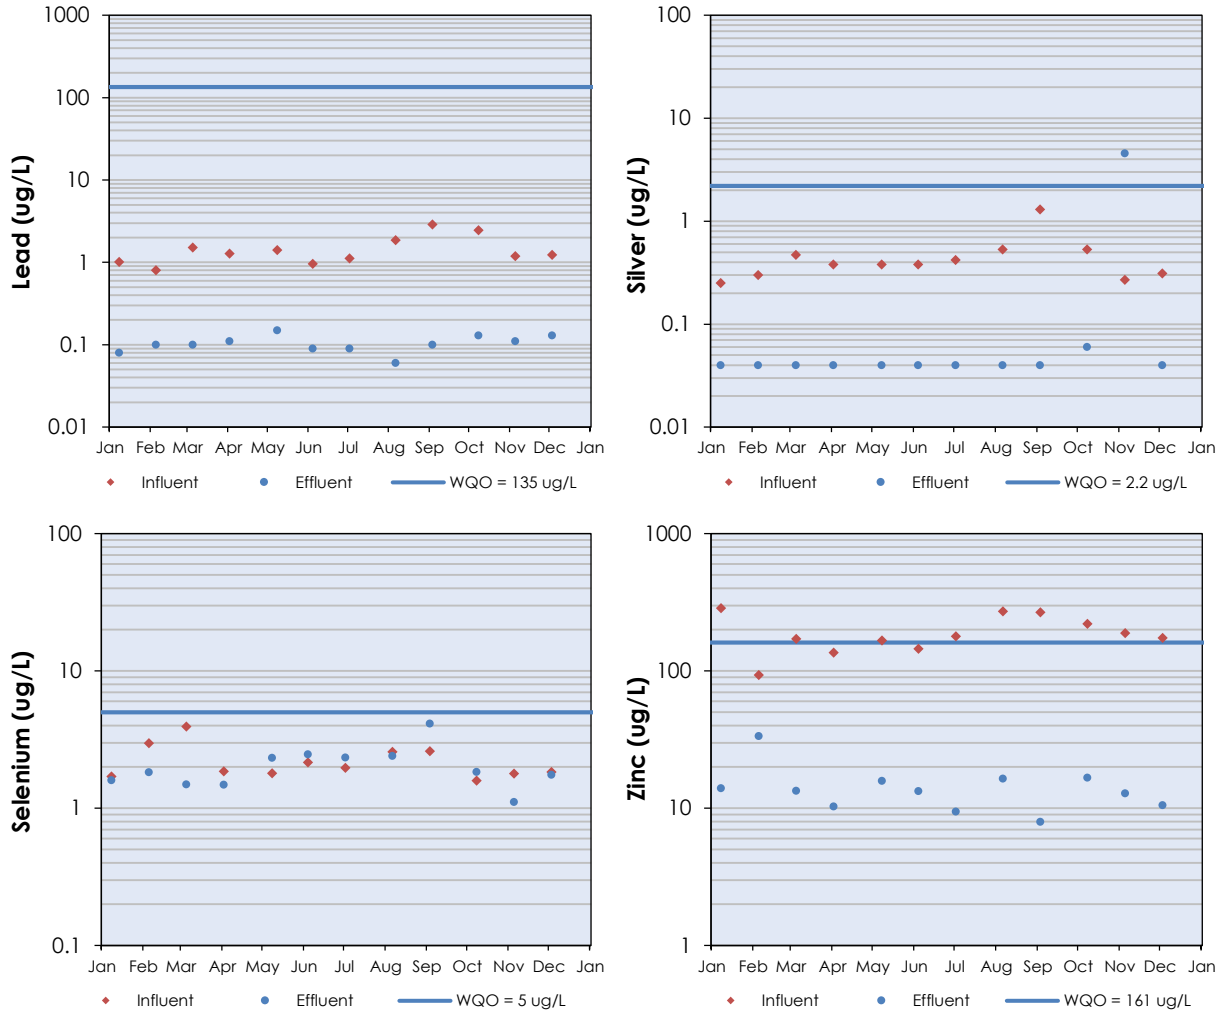 1000
100
10
1
0.1
0.01
Lead (ug/L)
Jan Feb Mar Apr May Jun Jul Aug Sep Oct Nov Dec Jan
Influent Effluent WQO = 135 ug/L
100
10
1
0.1
0.01
Silver (ug/L)
Jan Feb Mar Apr May Jun Jul Aug Sep Oct Nov Dec Jan
Influent Effluent WQO = 2.2 ug/L
100
10
1
0.1
Selenium (ug/L)
Jan Feb Mar Apr May Jun Jul Aug Sep Oct Nov Dec Jan
Influent Effluent WQO = 5 ug/L
1000
100
10
1
Zinc (ug/L)
Jan Feb Mar Apr May Jun Jul Aug Sep Oct Nov Dec Jan
Influent Effluent WQO = 161 ug/L